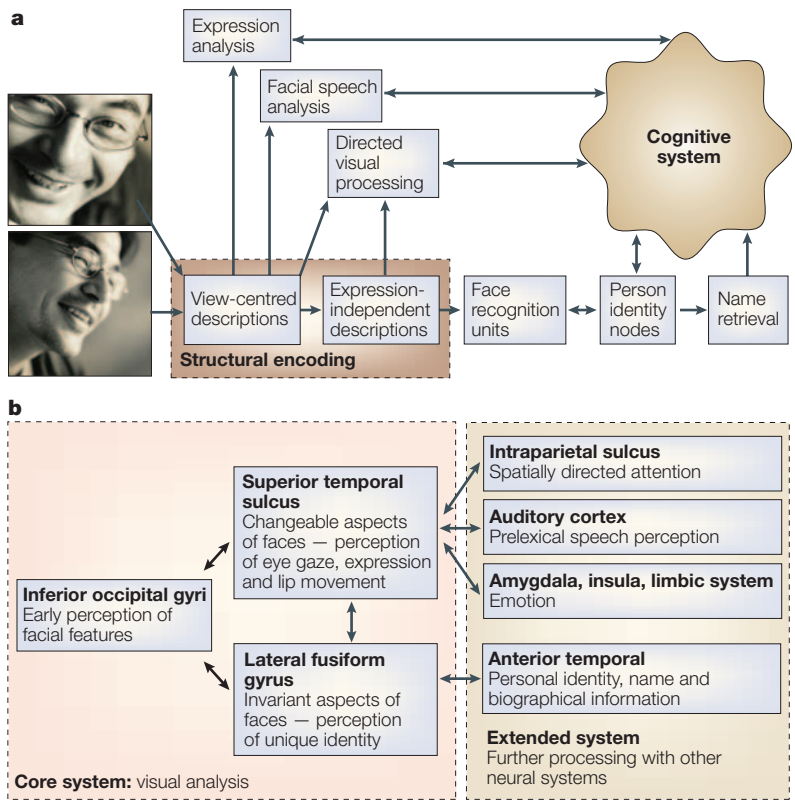 a
Expression
analysis
Facial speech
analysis
Directed
visual
processing
Cognitive
system
View-centred
descriptions
Expression-
independent
descriptions
Structural encoding
Face
recognition
units
Person
identity
nodes
Name
retrieval
b
Inferior occipital gyri
Early perception of
facial features
Superior temporal
sulcus
Changeable aspects
of faces — perception
of eye gaze, expression
and lip movement
Lateral fusiform
gyrus
Invariant aspects of
faces — perception
of unique identity
Core system: visual analysis
Intraparietal sulcus
Spatially directed attention
Auditory cortex
Prelexical speech perception
Amygdala, insula, limbic system
Emotion
Anterior temporal
Personal identity, name and
biographical information
Extended system
Further processing with other
neural systems